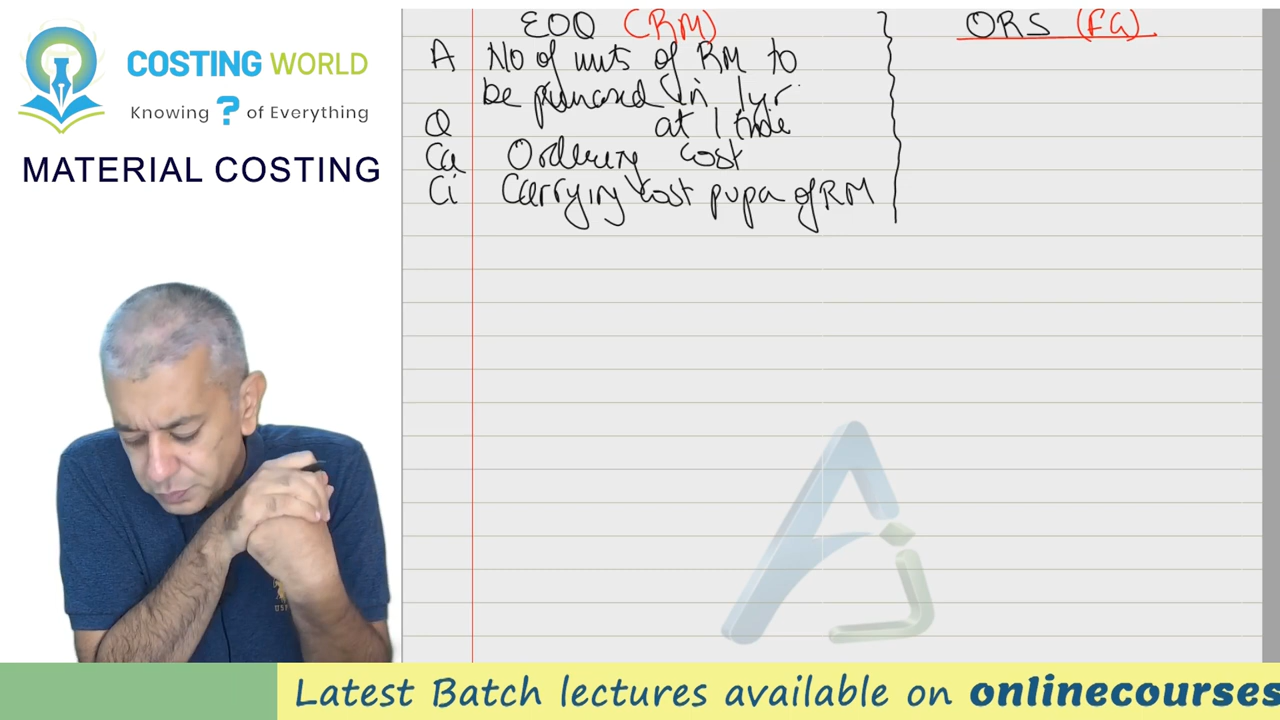 COSTING WORLD
Knowing ? of Everything
MATERIAL COSTING
EOQ (RM)
A No of units of RM to
be purchased in 1yr.
Q at 1 time
Ca Ordering cost
Ci Carrying cost pupa of RM
ORS (FG)
Latest Batch lectures available on onlinecourses